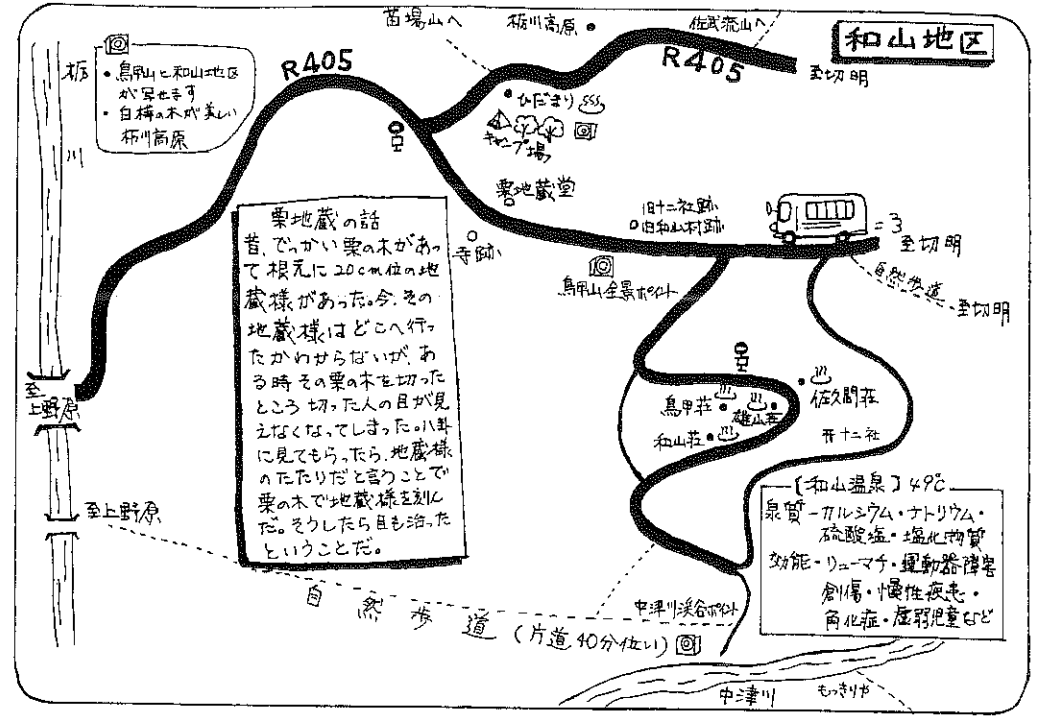 和山地区
苗場山へ
栃川高原
佐武流山へ
R405
R405
至切明
栃
川
・鳥甲山と和山地区
が写せます
・白樺の木が美しい
栃川高原
ひだまり
キャンプ場
栗地蔵堂
寺跡
旧十二社跡
旧和山村跡
=3
至切明
自然歩道
至切明
鳥甲山全景ポイント
栗地蔵の話
昔、でっかい栗の木があっ
て根元に20cm位の地
蔵様があった。今、その
地蔵様はどこへ行っ
たかわからないが、あ
る時その栗の木を切った
ところ切った人の目が見
えなくなってしまった。八卦
に見てもらったら、地蔵様
のたたりだと言うことで
栗の木で地蔵様を刻ん
だ。そうしたら目も治った
ということだ。
至
上野原
至上野原
鳥甲荘
雄山荘
和山荘
佐久間荘
十二社
【和山温泉】49℃
泉質-カルシウム・ナトリウム・
硫酸塩・塩化物質
効能・リューマチ・運動器障害
創傷・慢性疾患・
角化症・虚弱児童など
自然歩道(片道40分位い)
中津川渓谷ポイント
中津川
もっきりや